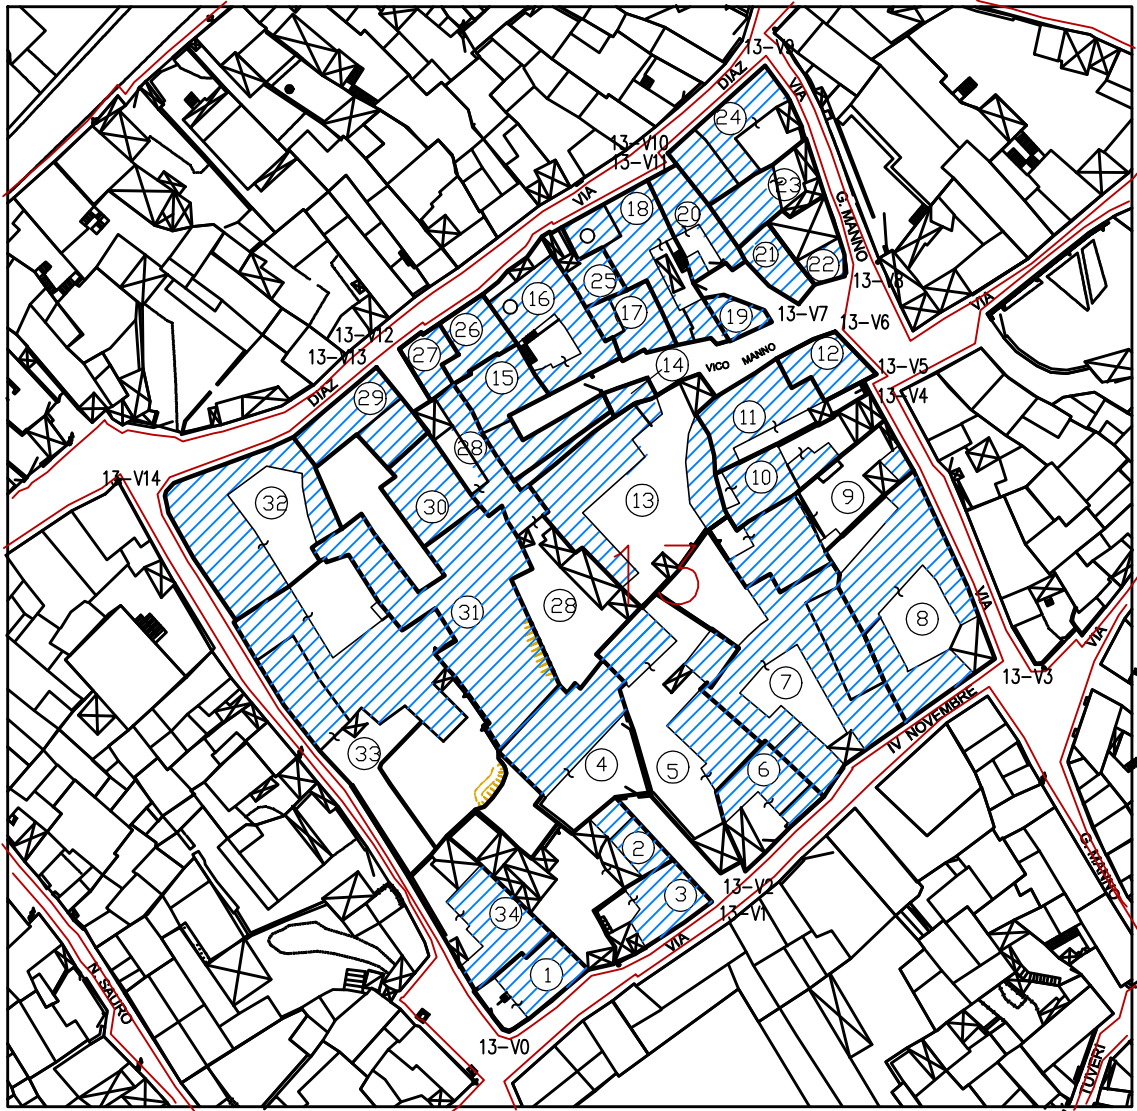 13-V9
DIAZ
VIA
24
13-V10
13-V11
23
VIA
18
20
G. MANNO
21
22
25
13-V8
16
VIA
17
19
13-V7
13-V6
26
13-V12
13-V13
27
12
VICO MANNO
14
13-V5
15
13-V4
DIAZ
29
11
28
13-V14
10
32
30
13
9
13
28
31
8
VIA
VIA
13-V3
7
IV NOVEMBRE
33
4
5
6
2
G. MANNO
13-V2
3
13-V1
34
VIA
1
N. SAURO
13-V0
TUVERI